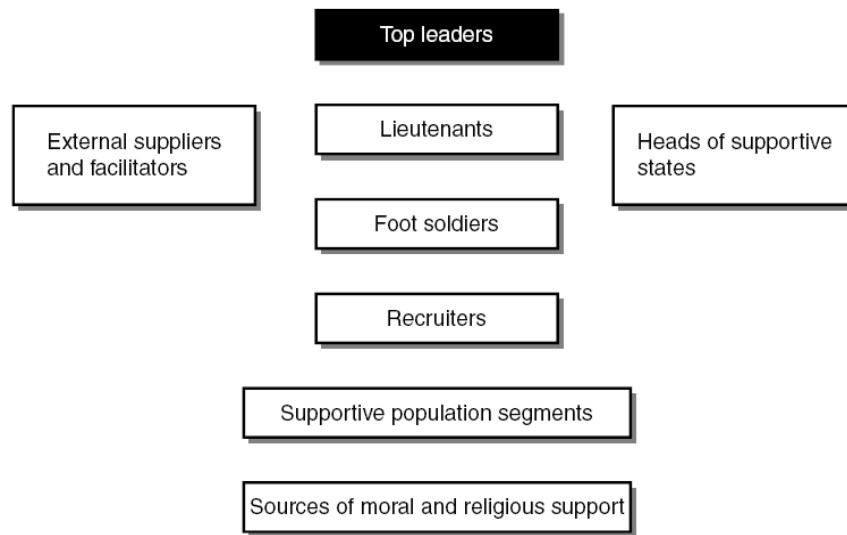 Top leaders
External suppliers
and facilitators
Lieutenants
Heads of supportive
states
Foot soldiers
Recruiters
Supportive population segments
Sources of moral and religious support